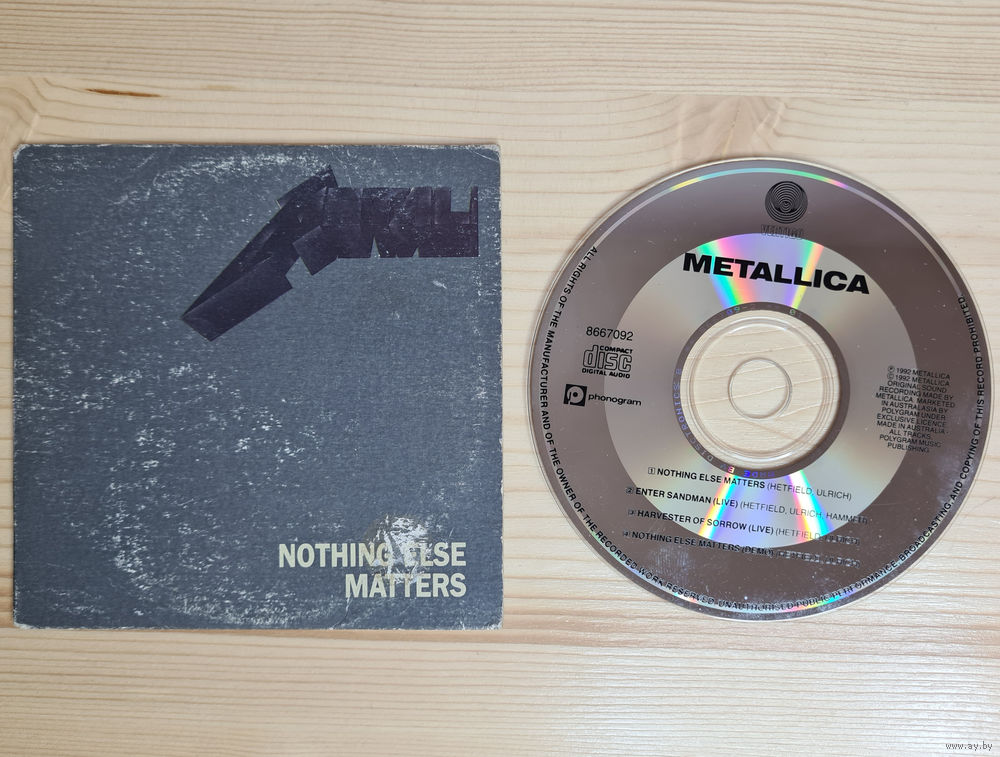 NOTHING ELSE
MATTERS
VERTIGO
METALLICA
8667092
COMPACT
disc
DIGITAL AUDIO
phonogram
℗ 1992 METALLICA
© 1992 METALLICA
ORIGINAL SOUND
RECORDING MADE BY
METALLICA. MARKETED
IN AUSTRALASIA BY
POLYGRAM UNDER
EXCLUSIVE LICENCE.
MADE IN AUSTRALIA -
ALL TRACKS,
POLYGRAM MUSIC
PUBLISHING.
1 NOTHING ELSE MATTERS (HETFIELD, ULRICH)
2 ENTER SANDMAN (LIVE) (HETFIELD, ULRICH, HAMMETT)
3 HARVESTER OF SORROW (LIVE) (HETFIELD, ULRICH)
4 NOTHING ELSE MATTERS (DEMO) (HETFIELD, ULRICH)
ALL RIGHTS OF THE MANUFACTURER AND OF THE OWNER OF THE RECORDED WORK RESERVED. UNAUTHORISED PUBLIC PERFORMANCE, BROADCASTING AND COPYING OF THIS RECORD PROHIBITED
www.ay.by